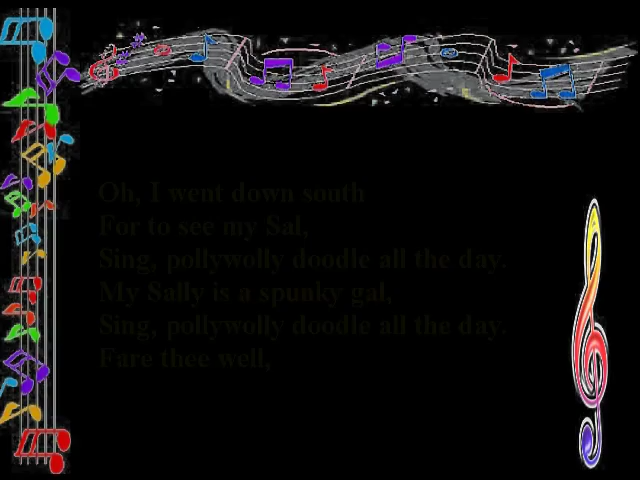 Oh, I went down south
For to see my Sal,
Sing, pollywolly doodle all the day.
My Sally is a spunky gal,
Sing, pollywolly doodle all the day.
Fare thee well,